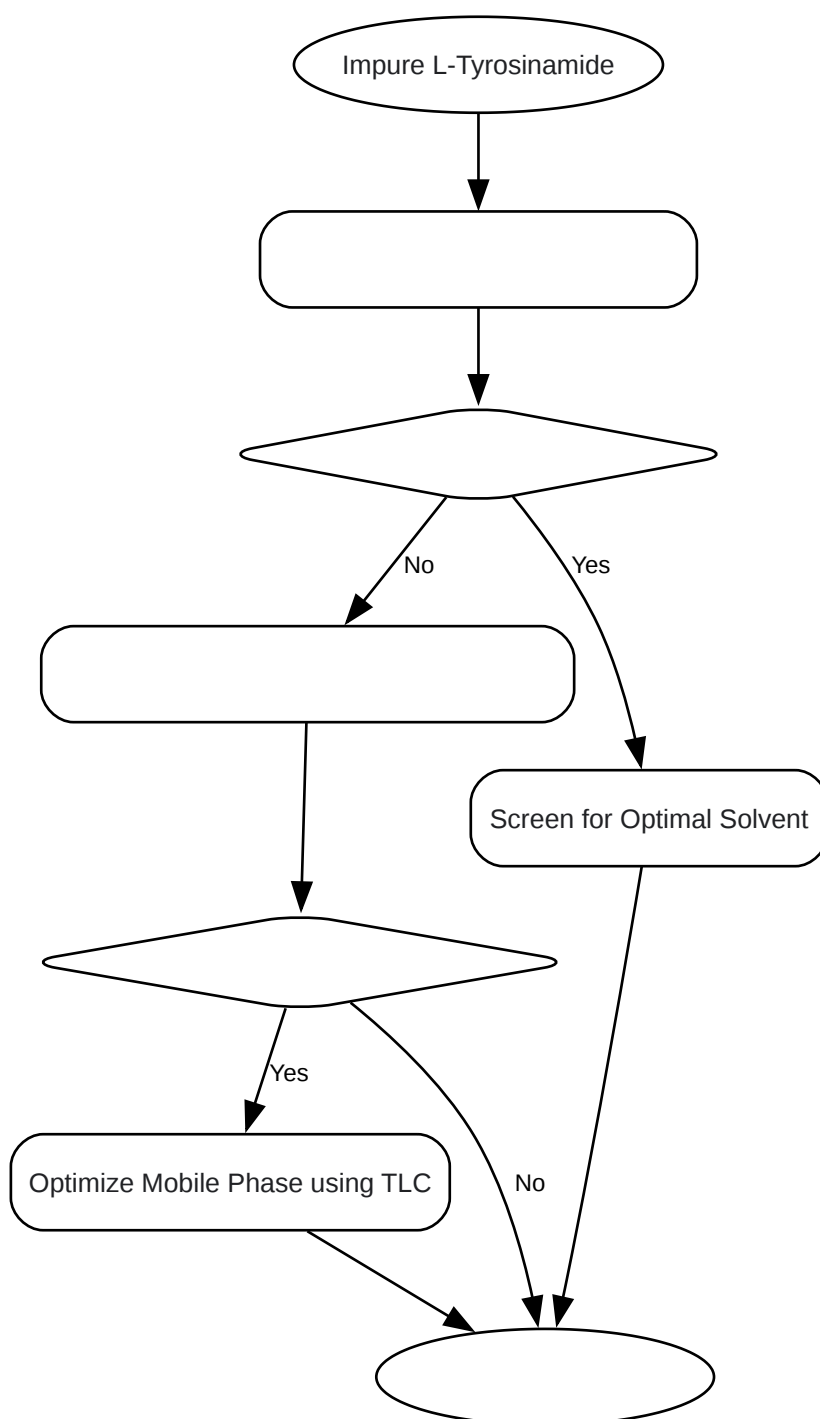 Impure L-Tyrosinamide
No
Yes
Screen for Optimal Solvent
Yes
Optimize Mobile Phase using TLC
No